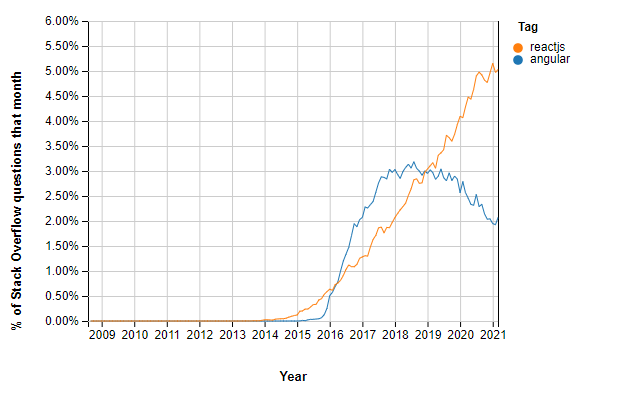 6.00%
5.50%
5.00%
4.50%
4.00%
3.50%
3.00%
2.50%
2.00%
1.50%
1.00%
0.50%
0.00%
% of Stack Overflow questions that month
2009 2010 2011 2012 2013 2014 2015 2016 2017 2018 2019 2020 2021
Year
Tag
reactjs
angular